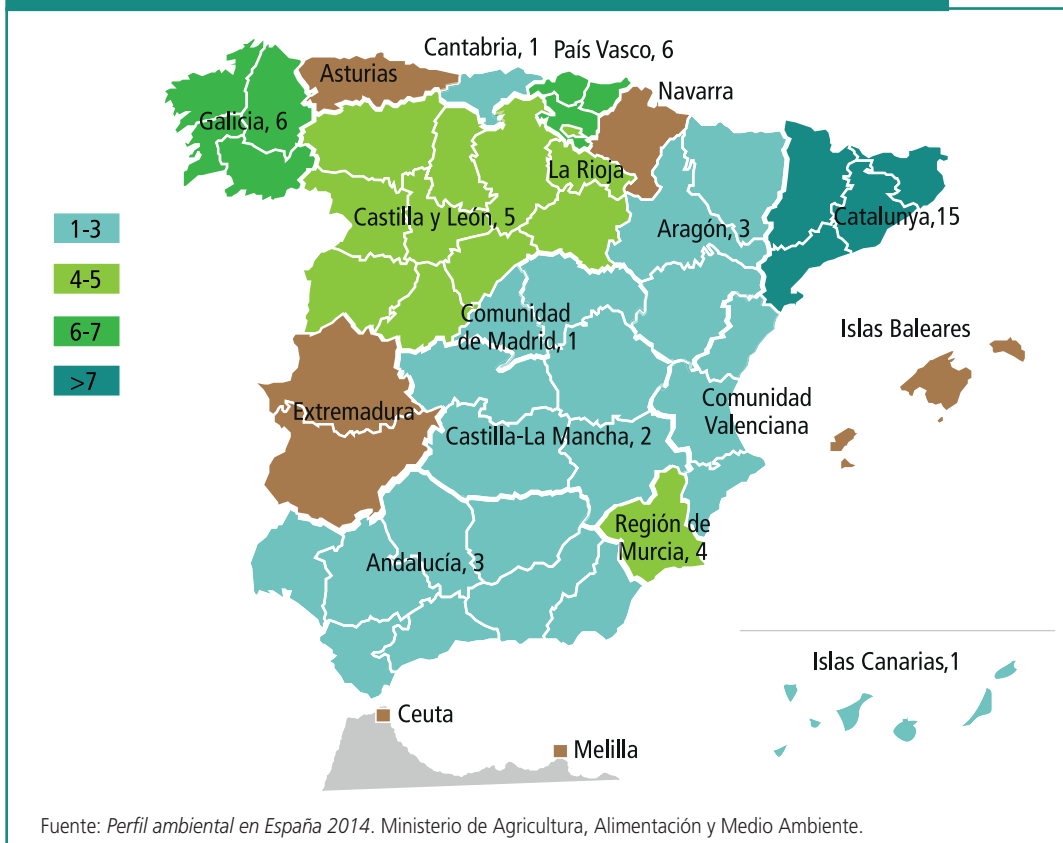 Cantabria, 1
País Vasco, 6
Asturias
Navarra
Galicia, 6
La Rioja
Castilla y León, 5
Aragón, 3
Catalunya,15
1-3
4-5
6-7
>7
Comunidad
de Madrid, 1
Islas Baleares
Extremadura
Comunidad
Valenciana
Castilla-La Mancha, 2
Región de
Murcia, 4
Andalucía, 3
Islas Canarias,1
Ceuta
Melilla
Fuente: Perfil ambiental en España 2014. Ministerio de Agricultura, Alimentación y Medio Ambiente.